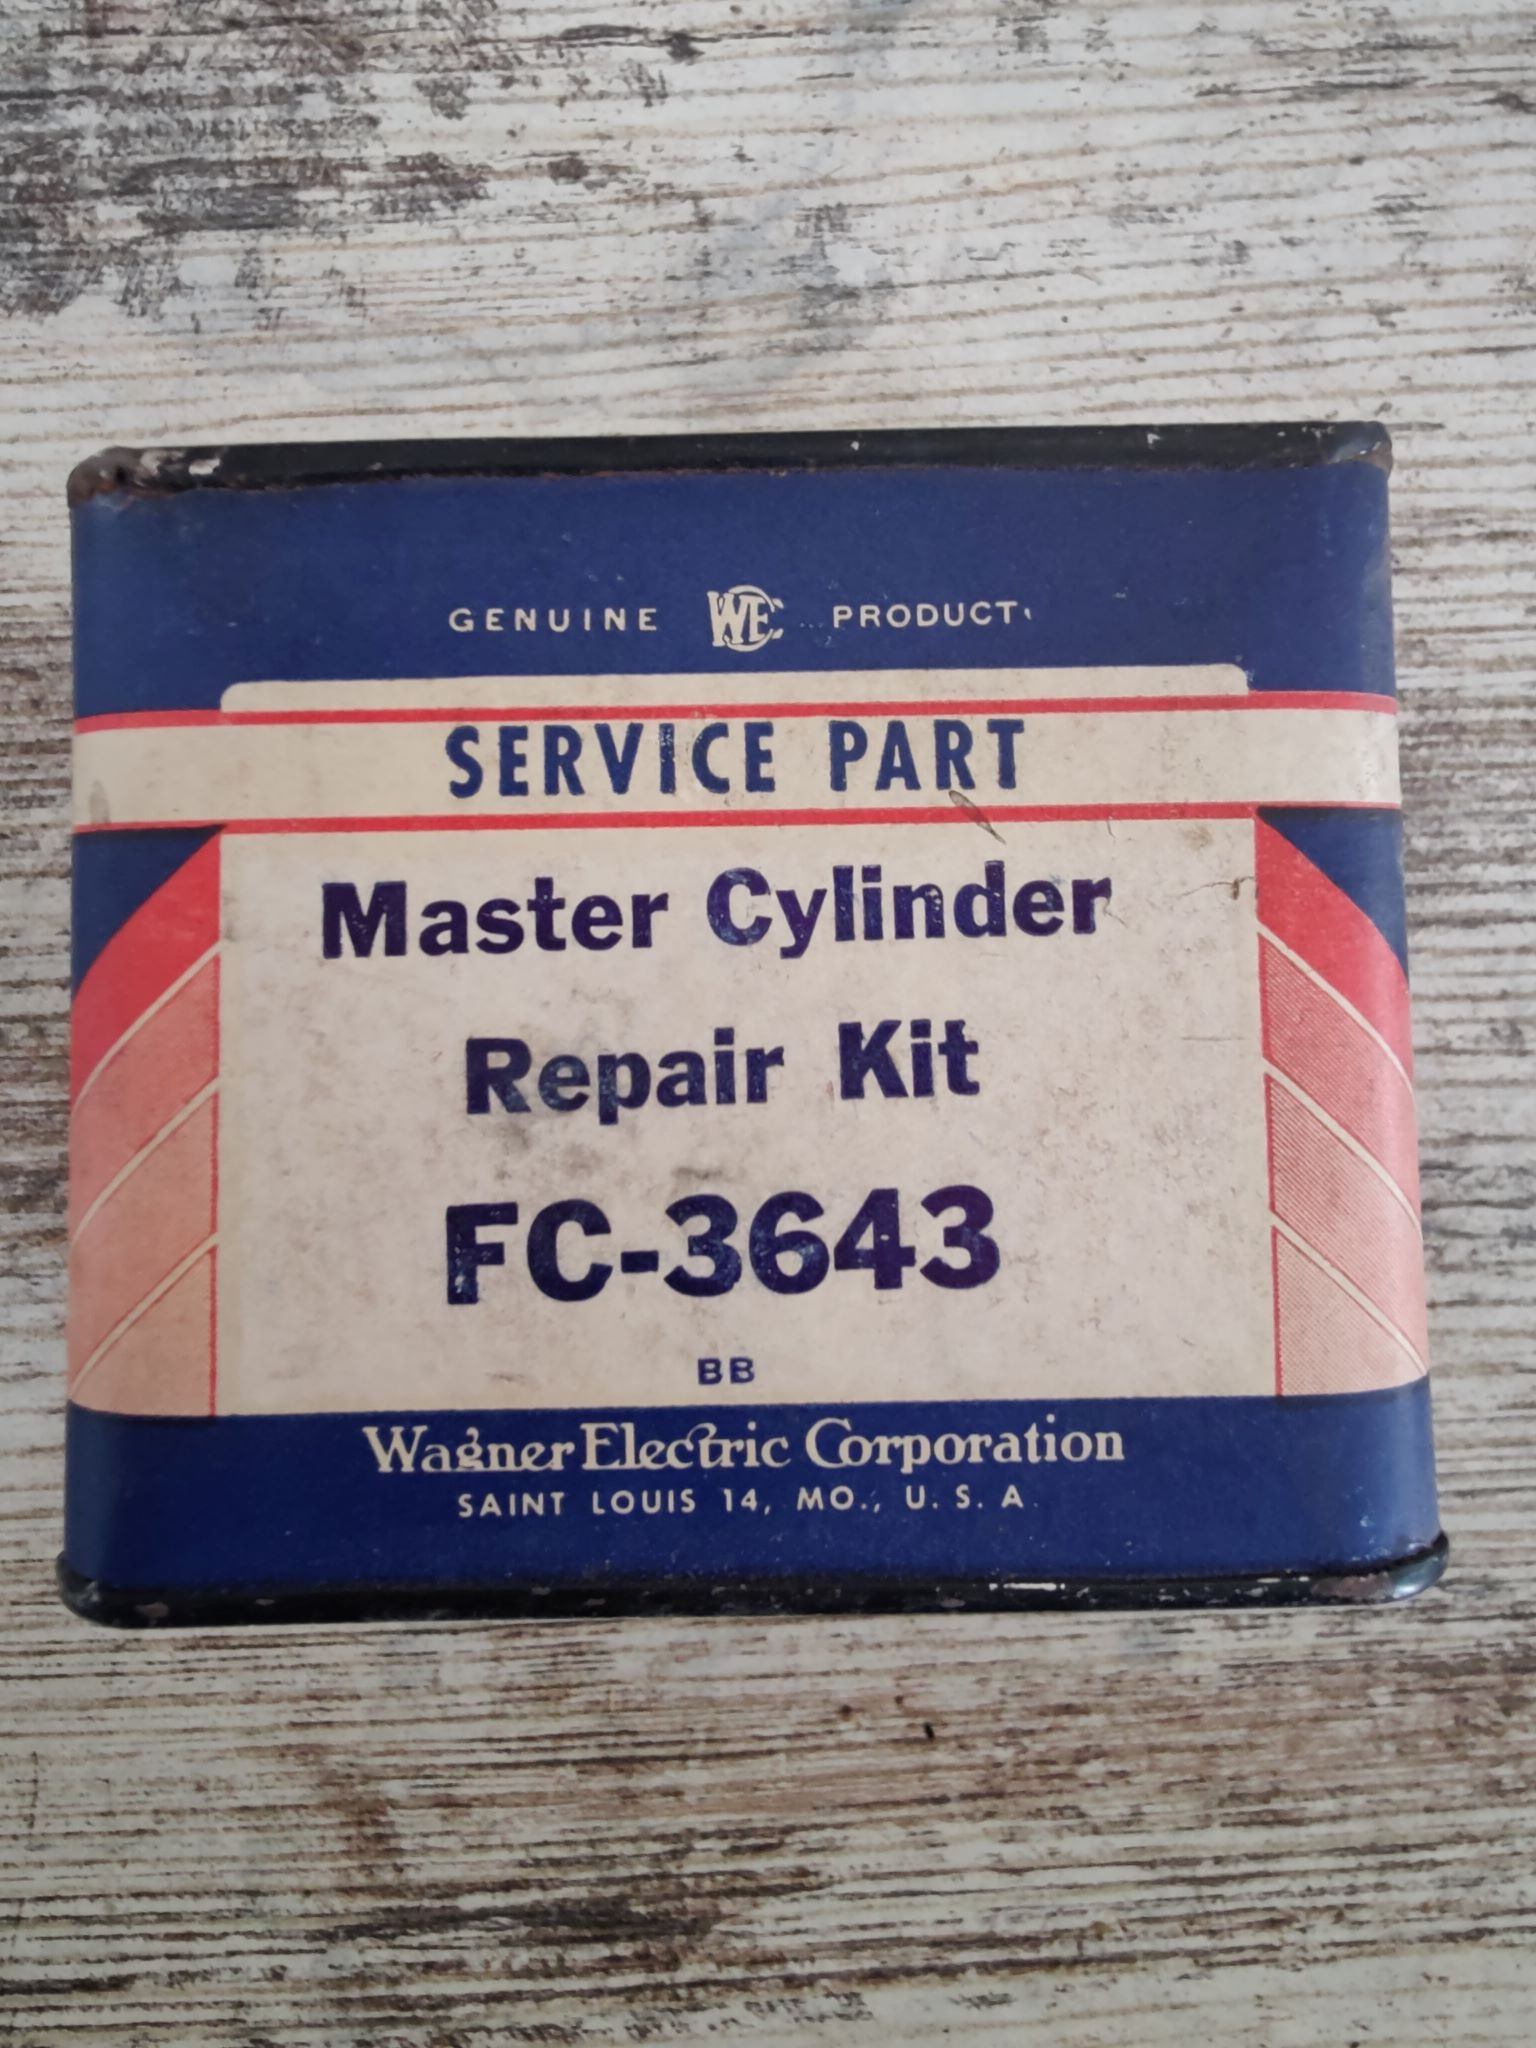 GENUINE WEC PRODUCT
SERVICE PART
Master Cylinder
Repair Kit
FC-3643
BB
Wagner Electric Corporation
SAINT LOUIS 14, MO., U. S. A.